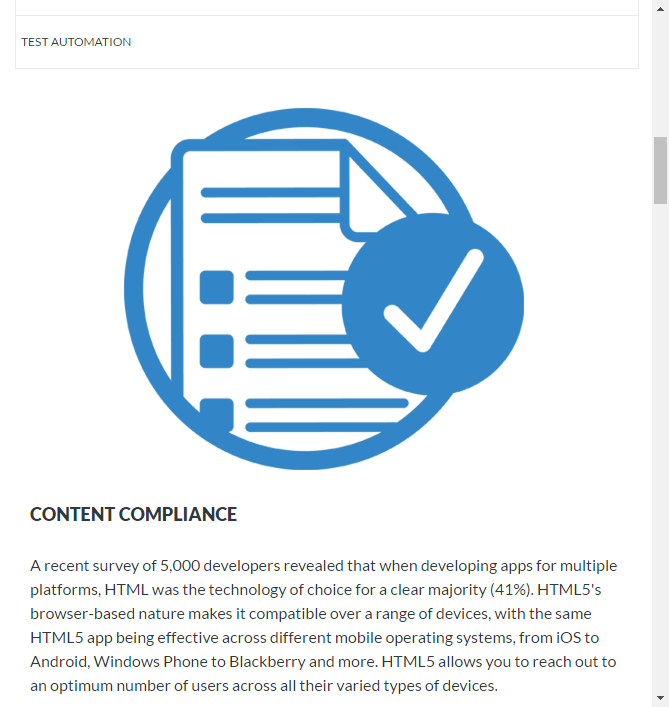 TEST AUTOMATION
CONTENT COMPLIANCE
A recent survey of 5,000 developers revealed that when developing apps for multiple
platforms, HTML was the technology of choice for a clear majority (41%). HTML5's
browser-based nature makes it compatible over a range of devices, with the same
HTML5 app being effective across different mobile operating systems, from iOS to
Android, Windows Phone to Blackberry and more. HTML5 allows you to reach out to
an optimum number of users across all their varied types of devices.